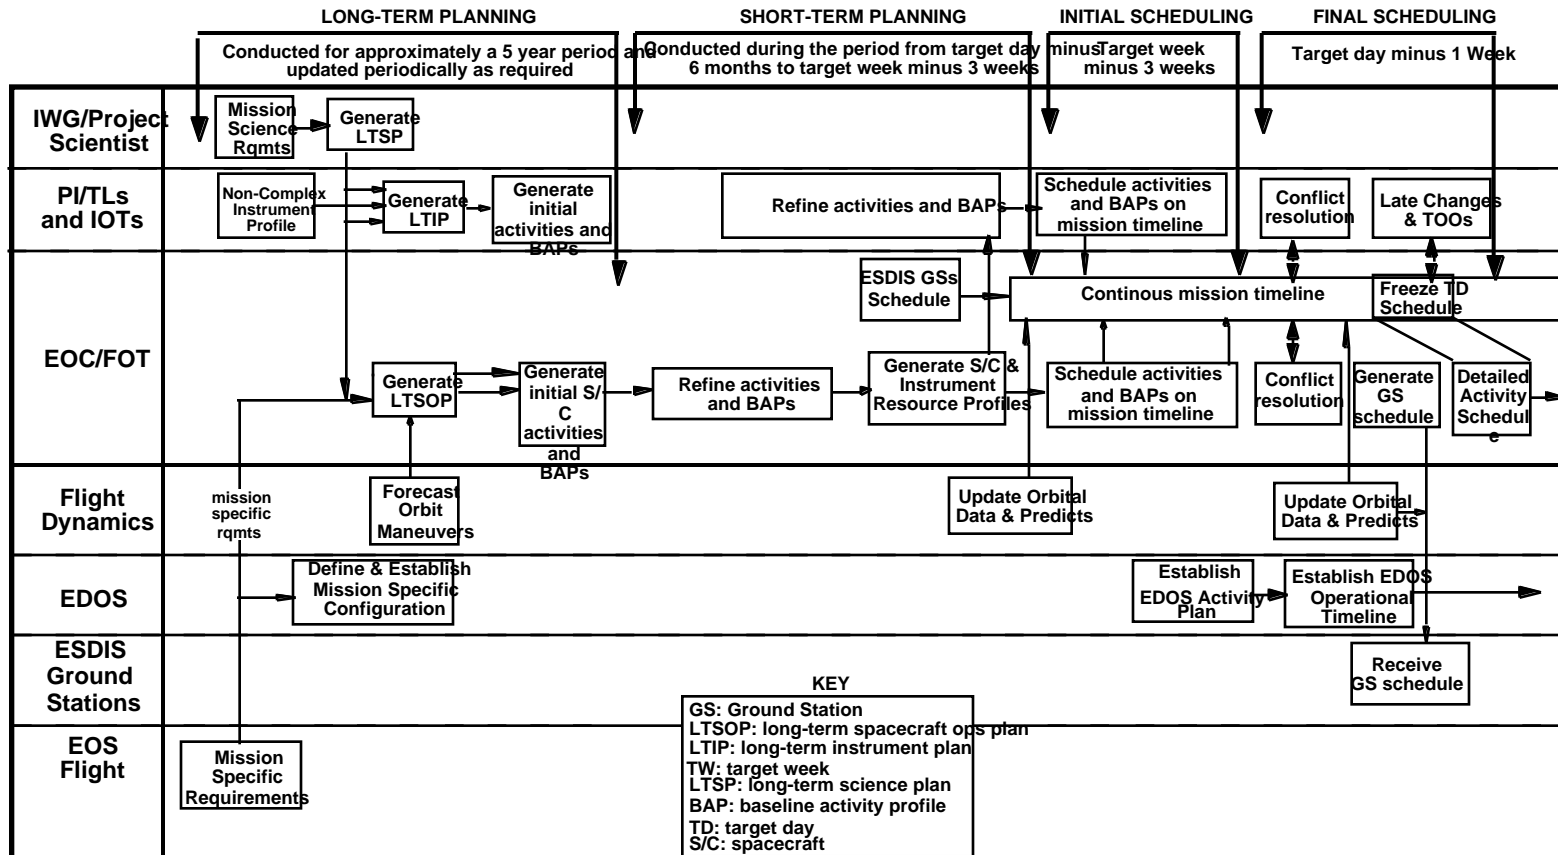 LONG-TERM PLANNING
SHORT-TERM PLANNING
INITIAL SCHEDULING
FINAL SCHEDULING
Conducted for approximately a 5 year period and
updated periodically as required
Conducted during the period from target day minus
6 months to target week minus 3 weeks
Target week
minus 3 weeks
Target day minus 1 Week
IWG/Project
Scientist
Mission
Science
Rqmts
Generate
LTSP
PI/TLs
and IOTs
Non-Complex
Instrument
Profile
Generate
LTIP
Generate
initial
activities and
BAPs
Refine activities and BAPs
Schedule activities
and BAPs on
mission timeline
Conflict
resolution
Late Changes
& TOOs
EOC/FOT
ESDIS GSs
Schedule
Continous mission timeline
Freeze TD
Schedule
Generate
LTSOP
Generate
initial S/
C
activities
and
BAPs
Refine activities
and BAPs
Generate S/C &
Instrument
Resource Profiles
Schedule activities
and BAPs on
mission timeline
Conflict
resolution
Generate
GS
schedule
Detailed
Activity
Schedul
e
Flight
Dynamics
mission
specific
rqmts
Forecast
Orbit
Maneuvers
Update Orbital
Data & Predicts
Update Orbital
Data & Predicts
EDOS
Define & Establish
Mission Specific
Configuration
Establish
EDOS Activity
Plan
Establish EDOS
Operational
Timeline
ESDIS
Ground
Stations
Receive
GS schedule
EOS
Flight
Mission
Specific
Requirements
KEY
GS: Ground Station
LTSOP: long-term spacecraft ops plan
LTIP: long-term instrument plan
TW: target week
LTSP: long-term science plan
BAP: baseline activity profile
TD: target day
S/C: spacecraft